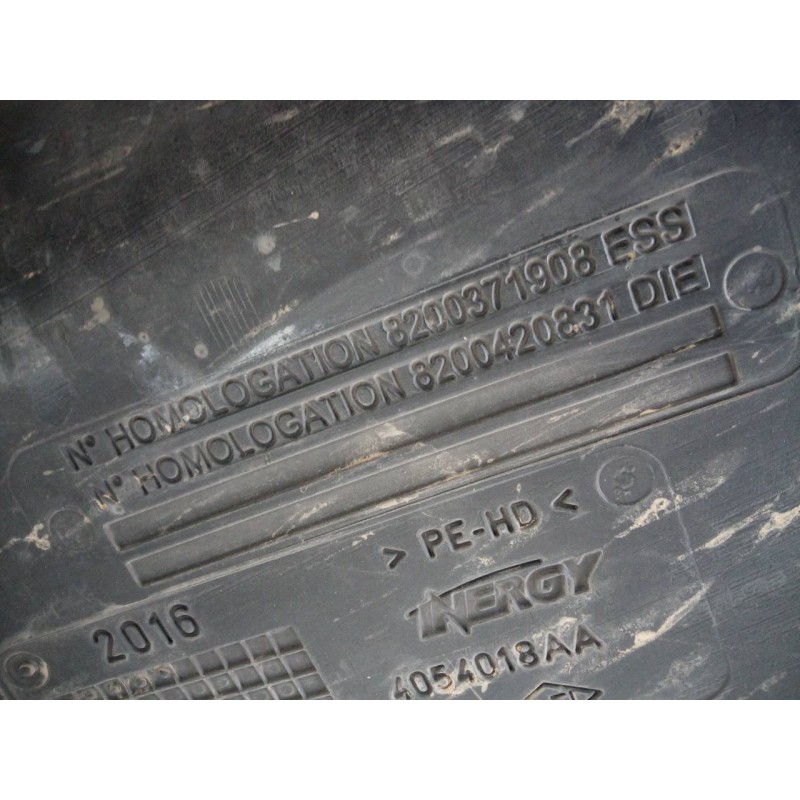 N° HOMOLOGATION 8200371908 ESS
N° HOMOLOGATION 8200420831 DIE
> PE-HD <
INERGY
2016
4054018AA